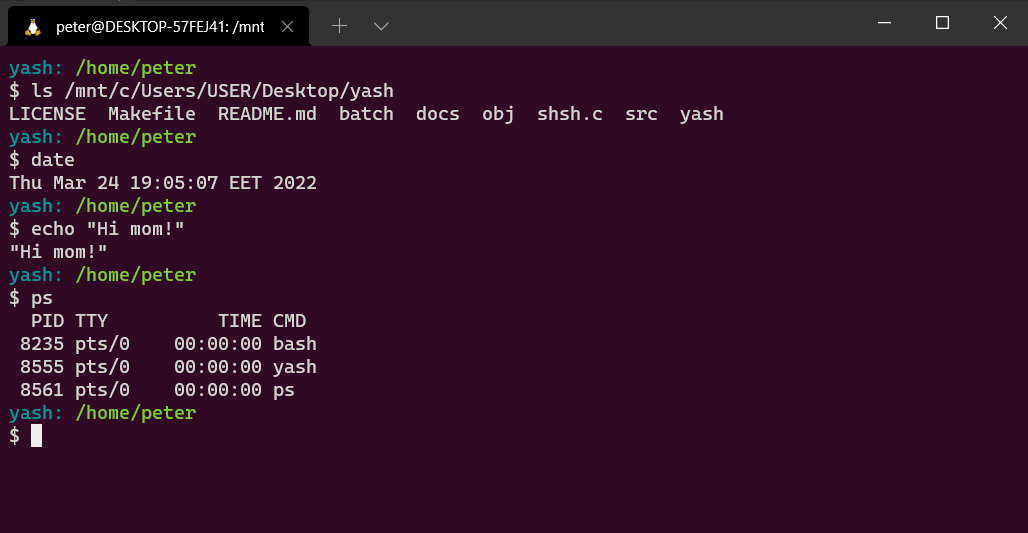 peter@DESKTOP-57FEJ41: /mnt
yash: /home/peter
$ ls /mnt/c/Users/USER/Desktop/yash
LICENSE  Makefile  README.md  batch  docs  obj  shsh.c  src  yash
yash: /home/peter
$ date
Thu Mar 24 19:05:07 EET 2022
yash: /home/peter
$ echo "Hi mom!"
"Hi mom!"
yash: /home/peter
$ ps
  PID TTY          TIME CMD
 8235 pts/0    00:00:00 bash
 8555 pts/0    00:00:00 yash
 8561 pts/0    00:00:00 ps
yash: /home/peter
$